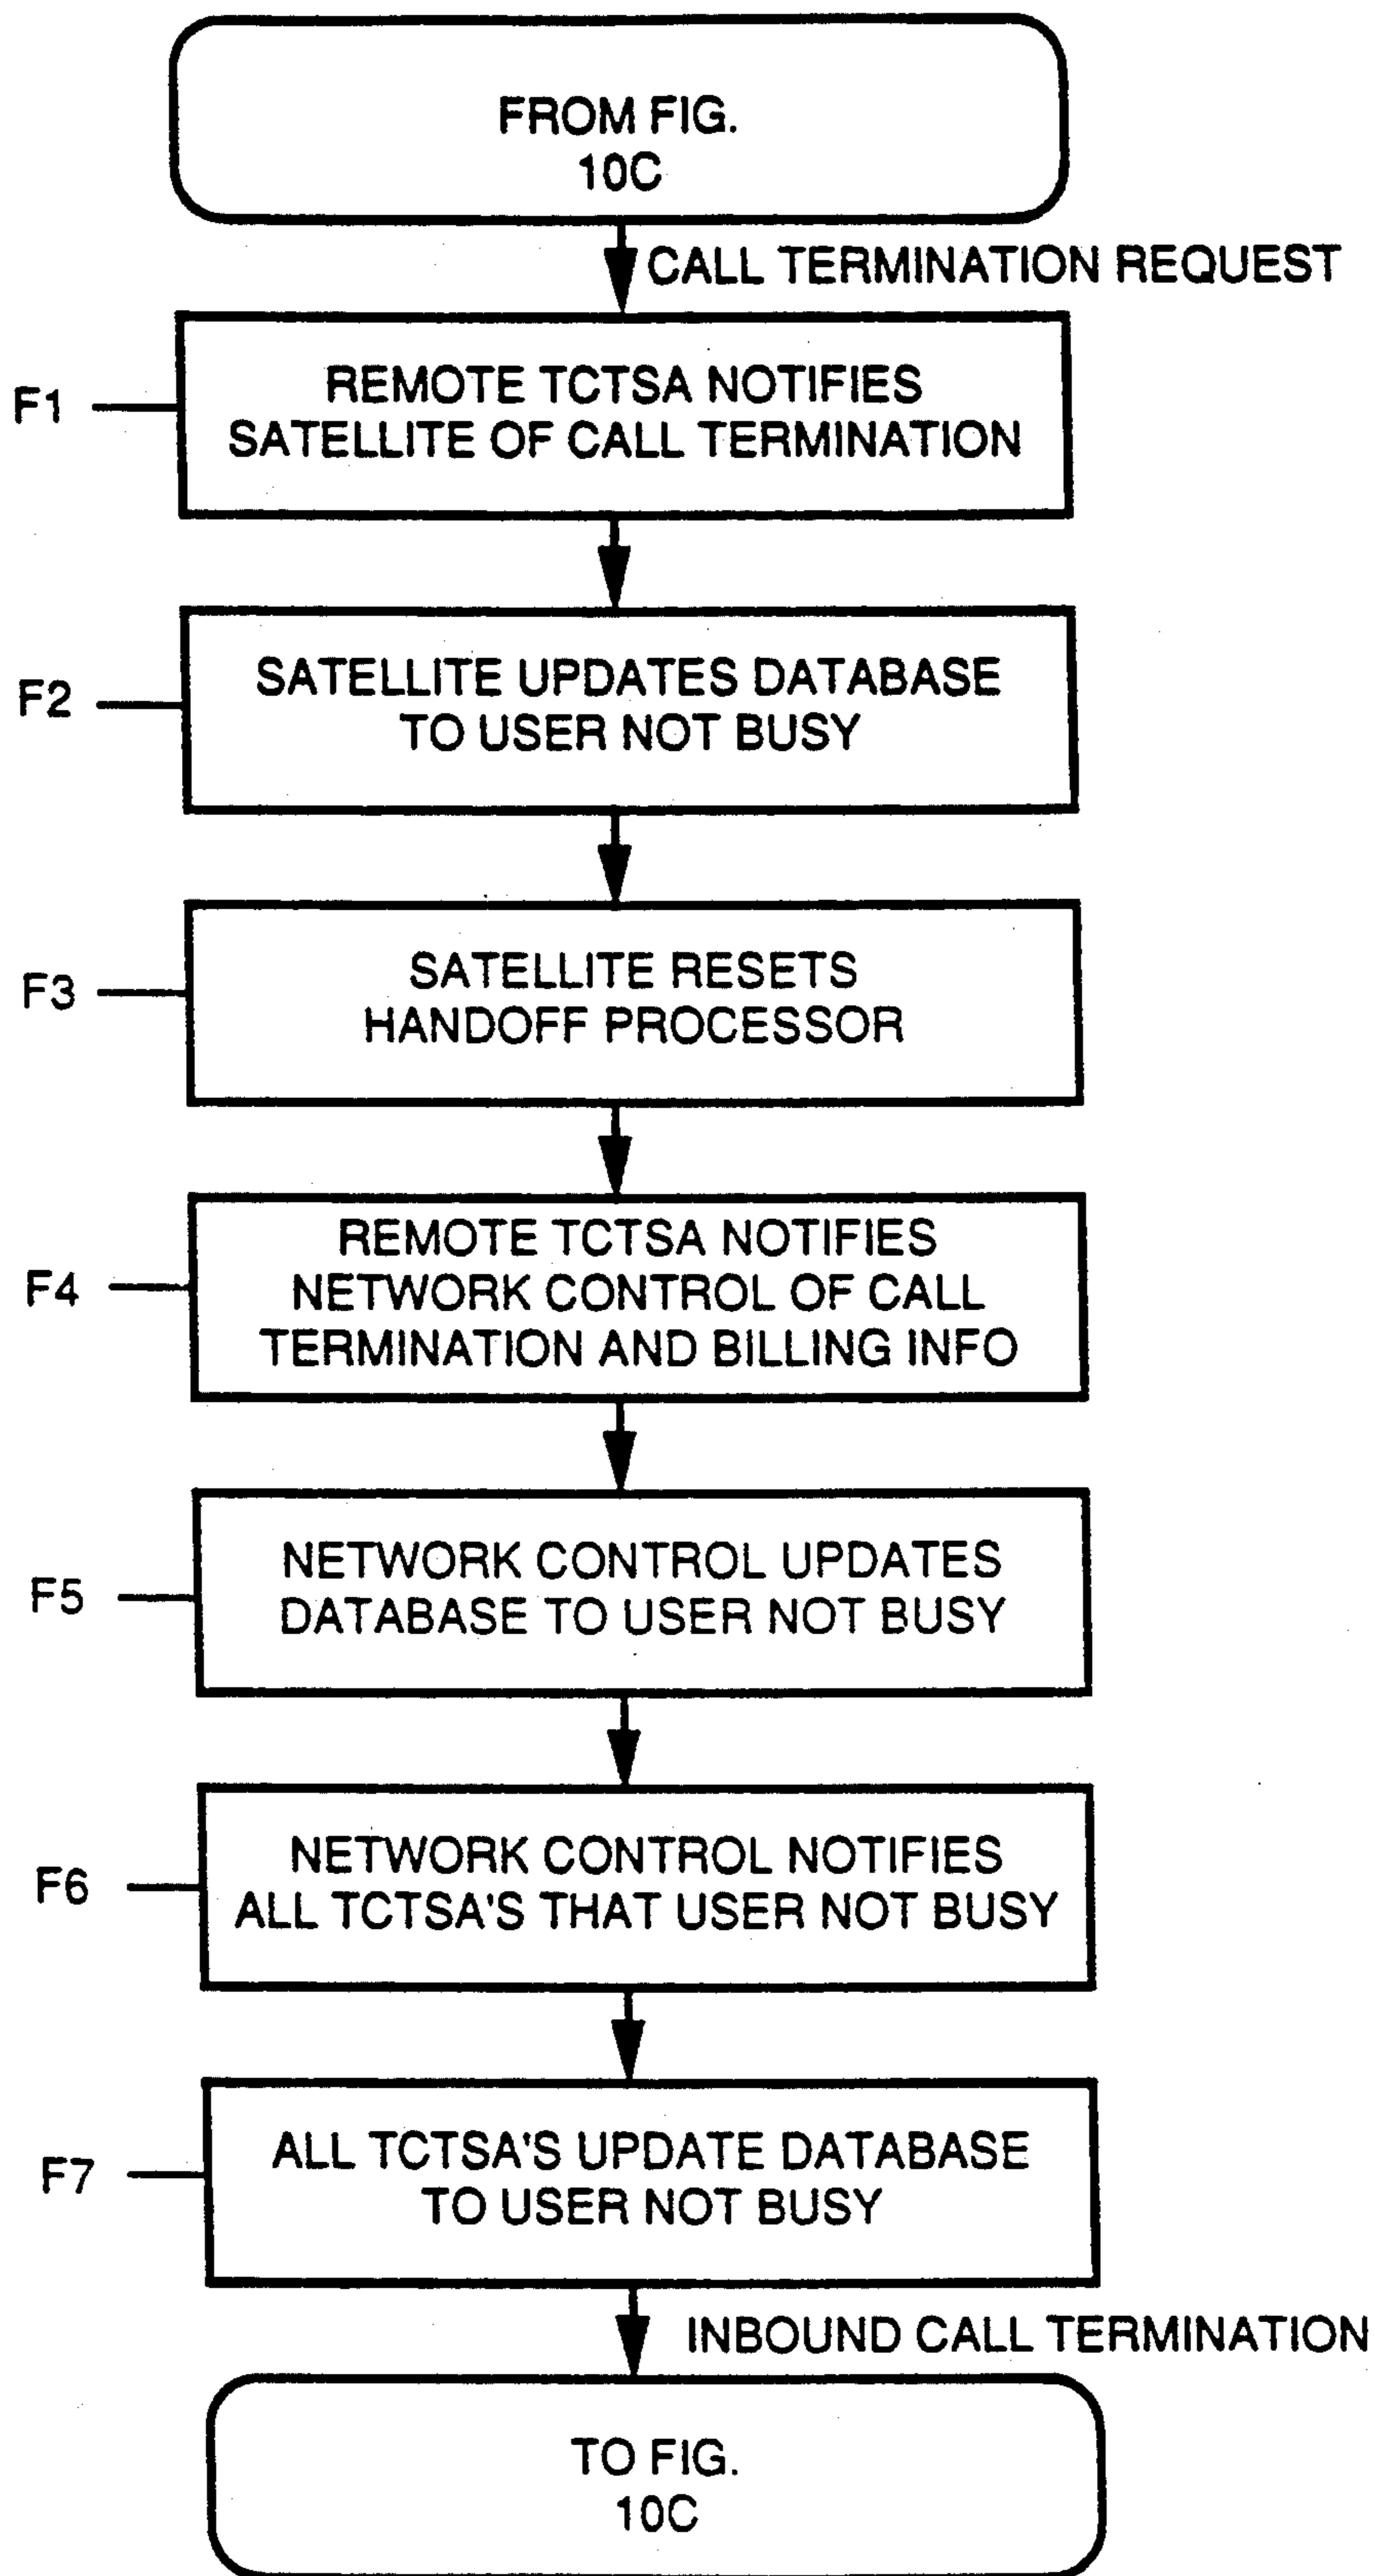 FROM FIG.
10C
CALL TERMINATION REQUEST
F1
REMOTE TCTSA NOTIFIES
SATELLITE OF CALL TERMINATION
F2
SATELLITE UPDATES DATABASE
TO USER NOT BUSY
F3
SATELLITE RESETS
HANDOFF PROCESSOR
F4
REMOTE TCTSA NOTIFIES
NETWORK CONTROL OF CALL
TERMINATION AND BILLING INFO
F5
NETWORK CONTROL UPDATES
DATABASE TO USER NOT BUSY
F6
NETWORK CONTROL NOTIFIES
ALL TCTSA'S THAT USER NOT BUSY
F7
ALL TCTSA'S UPDATE DATABASE
TO USER NOT BUSY
INBOUND CALL TERMINATION
TO FIG.
10C